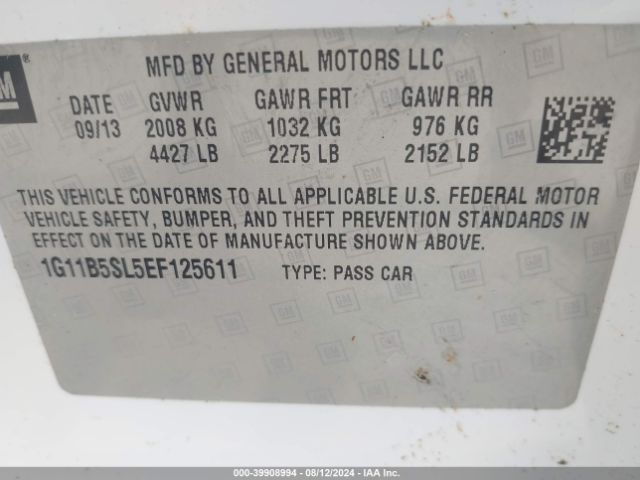 GM ®
MFD BY GENERAL MOTORS LLC
DATE GVWR GAWR FRT GAWR RR
09/13 2008 KG 1032 KG 976 KG
4427 LB 2275 LB 2152 LB
THIS VEHICLE CONFORMS TO ALL APPLICABLE U.S. FEDERAL MOTOR
VEHICLE SAFETY, BUMPER, AND THEFT PREVENTION STANDARDS IN
EFFECT ON THE DATE OF MANUFACTURE SHOWN ABOVE.
1G11B5SL5EF125611 TYPE: PASS CAR
000-39908994 - 08/12/2024 - IAA Inc.